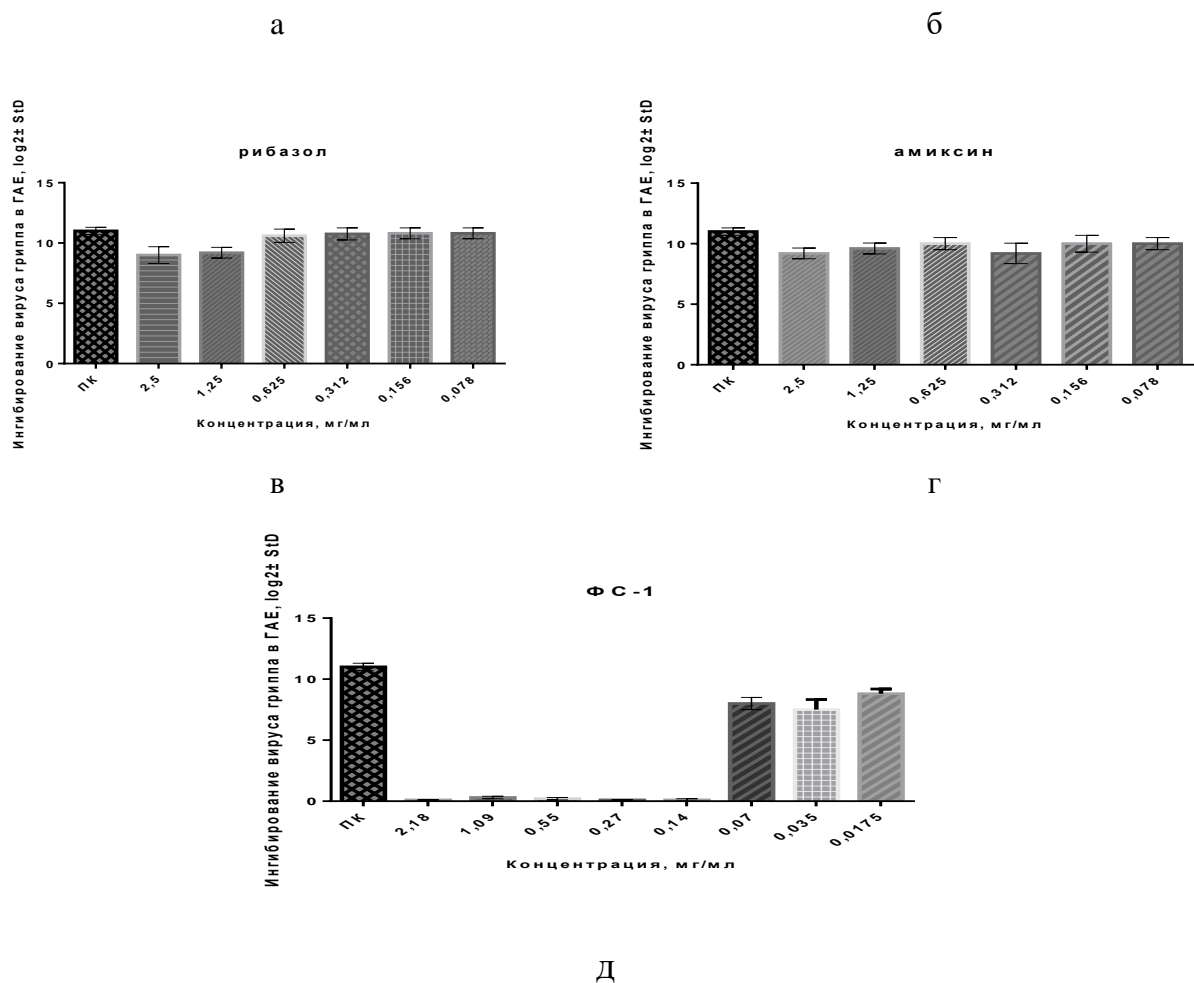 а
б
рибазол
Ингибирование вируса гриппа в ГАЕ, log2± StD
15
10
5
0
ПК
2,5
1,25
0,625
0,312
0,156
0,078
Концентрация, мг/мл
амиксин
Ингибирование вируса гриппа в ГАЕ, log2± StD
15
10
5
0
ПК
2,5
1,25
0,625
0,312
0,156
0,078
Концентрация, мг/мл
в
г
ФС-1
Ингибирование вируса гриппа в ГАЕ, log2± StD
15
10
5
0
ПК
2,18
1,09
0,55
0,27
0,14
0,07
0,035
0,0175
Концентрация, мг/мл
д